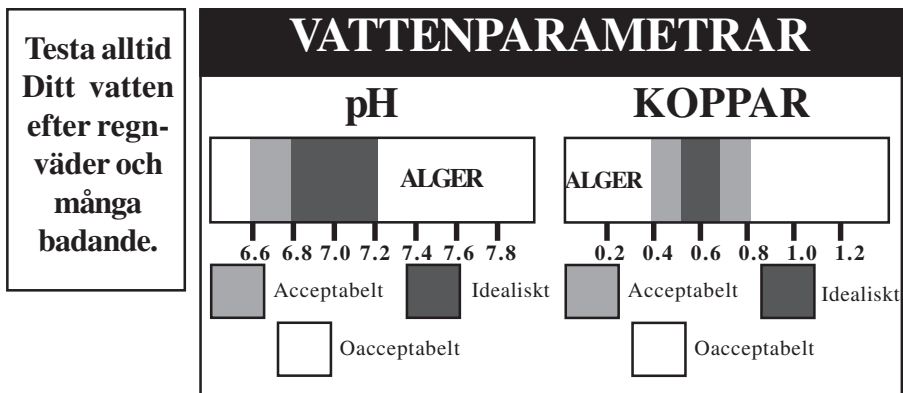 Testa alltid
Ditt vatten
efter regn-
väder och
många
badande.
VATTENPARAMETRAR
pH
ALGER
6.6 6.8 7.0 7.2 7.4 7.6 7.8
Acceptabelt Idealiskt
Oacceptabelt
KOPPAR
ALGER
0.2 0.4 0.6 0.8 1.0 1.2
Acceptabelt Idealiskt
Oacceptabelt